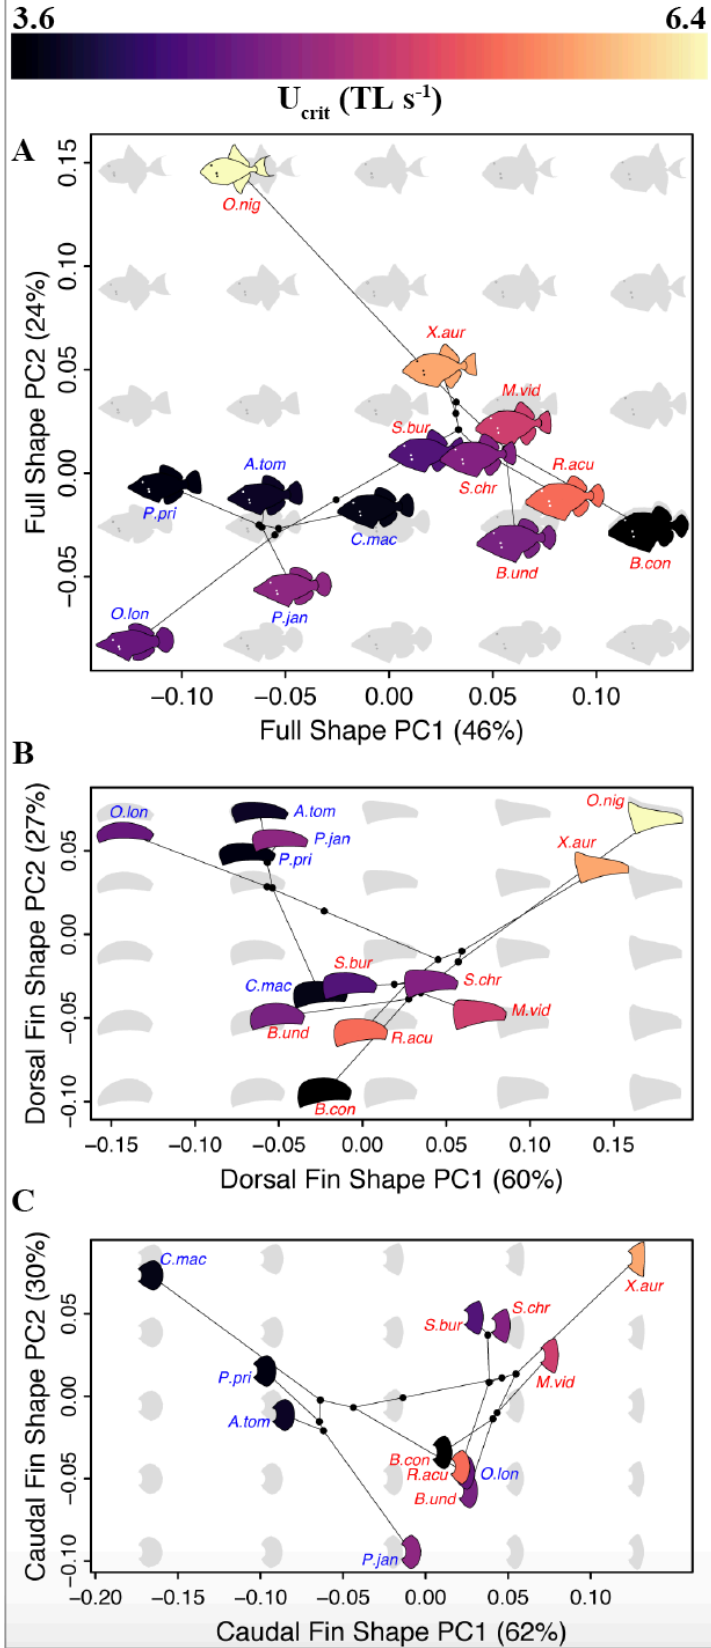 3.6 6.4
U_crit (TL s⁻¹)
A
0.15
0.10
0.05
0.00
−0.05
Full Shape PC2 (24%)
O.nig
X.aur
M.vid
S.bur
A.tom
S.chr
R.acu
P.pri
C.mac
B.und
B.con
O.lon
P.jan
−0.10 −0.05 0.00 0.05 0.10
Full Shape PC1 (46%)
B
0.05
0.00
−0.05
−0.10
Dorsal Fin Shape PC2 (27%)
O.lon
A.tom
O.nig
P.jan
X.aur
P.pri
S.bur
C.mac
S.chr
B.und
M.vid
R.acu
B.con
−0.15 −0.10 −0.05 0.00 0.05 0.10 0.15
Dorsal Fin Shape PC1 (60%)
C
0.05
0.00
−0.05
−0.10
Caudal Fin Shape PC2 (30%)
C.mac
X.aur
S.chr
S.bur
P.pri
M.vid
A.tom
B.con
R.acu
O.lon
B.und
P.jan
−0.20 −0.15 −0.10 −0.05 0.00 0.05 0.10
Caudal Fin Shape PC1 (62%)